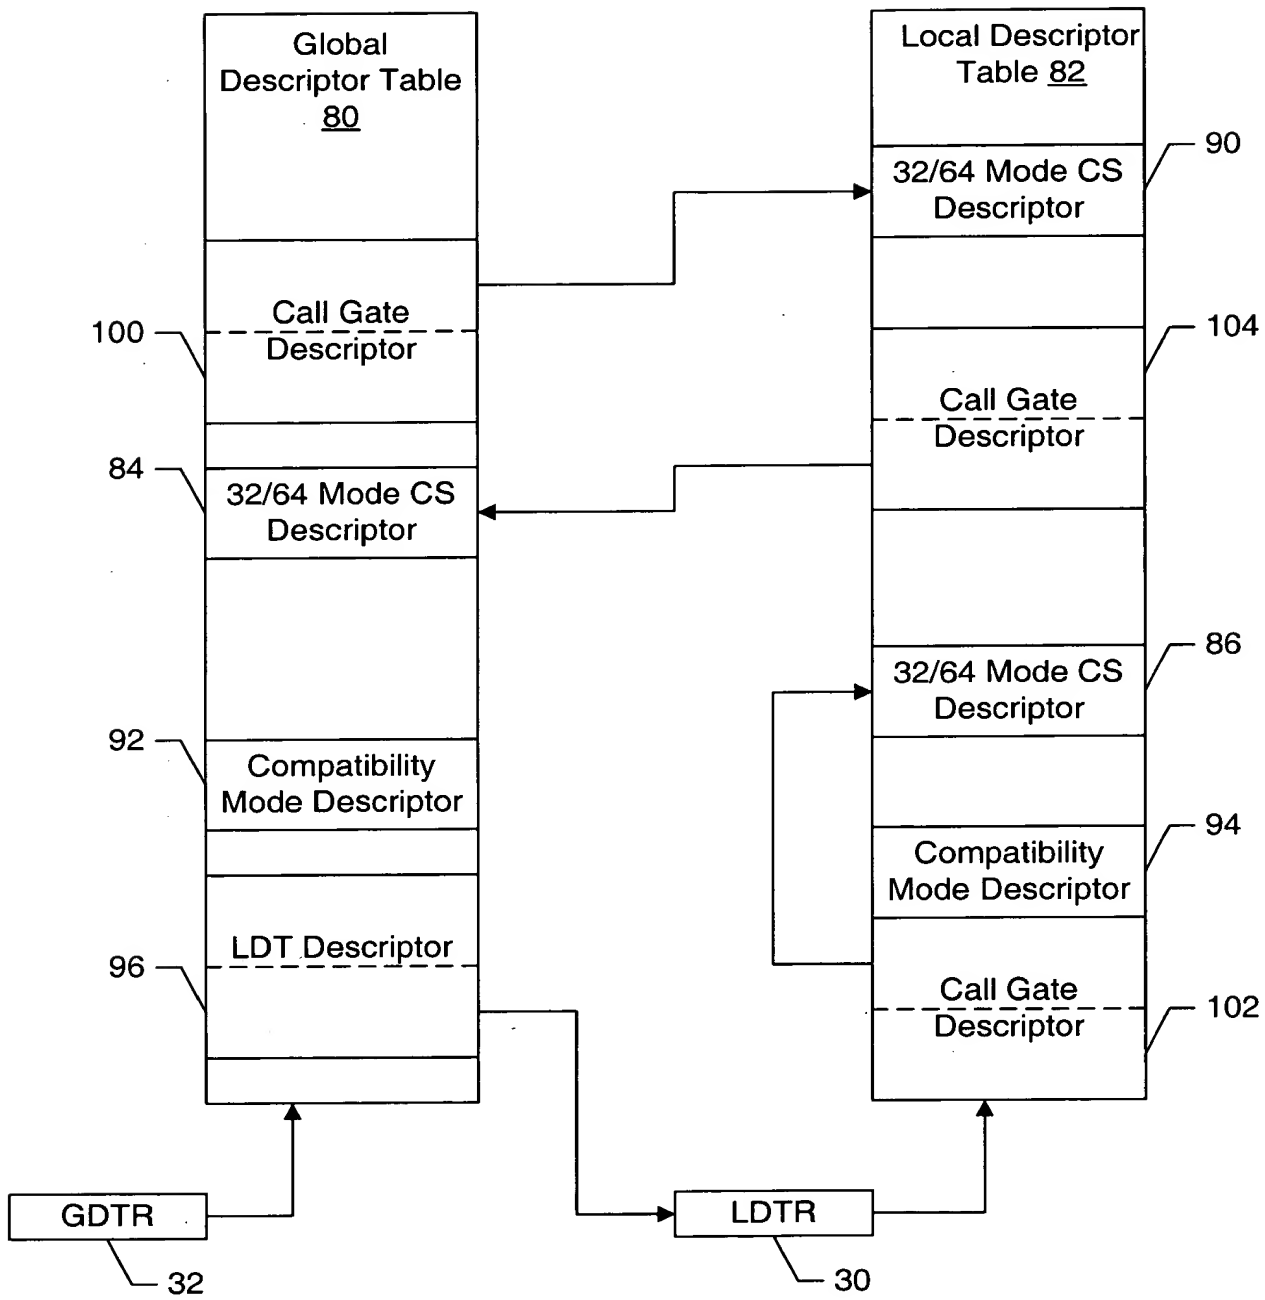 Global
Descriptor Table
80
100
Call Gate
Descriptor
84
32/64 Mode CS
Descriptor
92
Compatibility
Mode Descriptor
96
LDT Descriptor
GDTR
32
Local Descriptor
Table 82
32/64 Mode CS
Descriptor
90
Call Gate
Descriptor
104
32/64 Mode CS
Descriptor
86
Compatibility
Mode Descriptor
94
Call Gate
Descriptor
102
LDTR
30